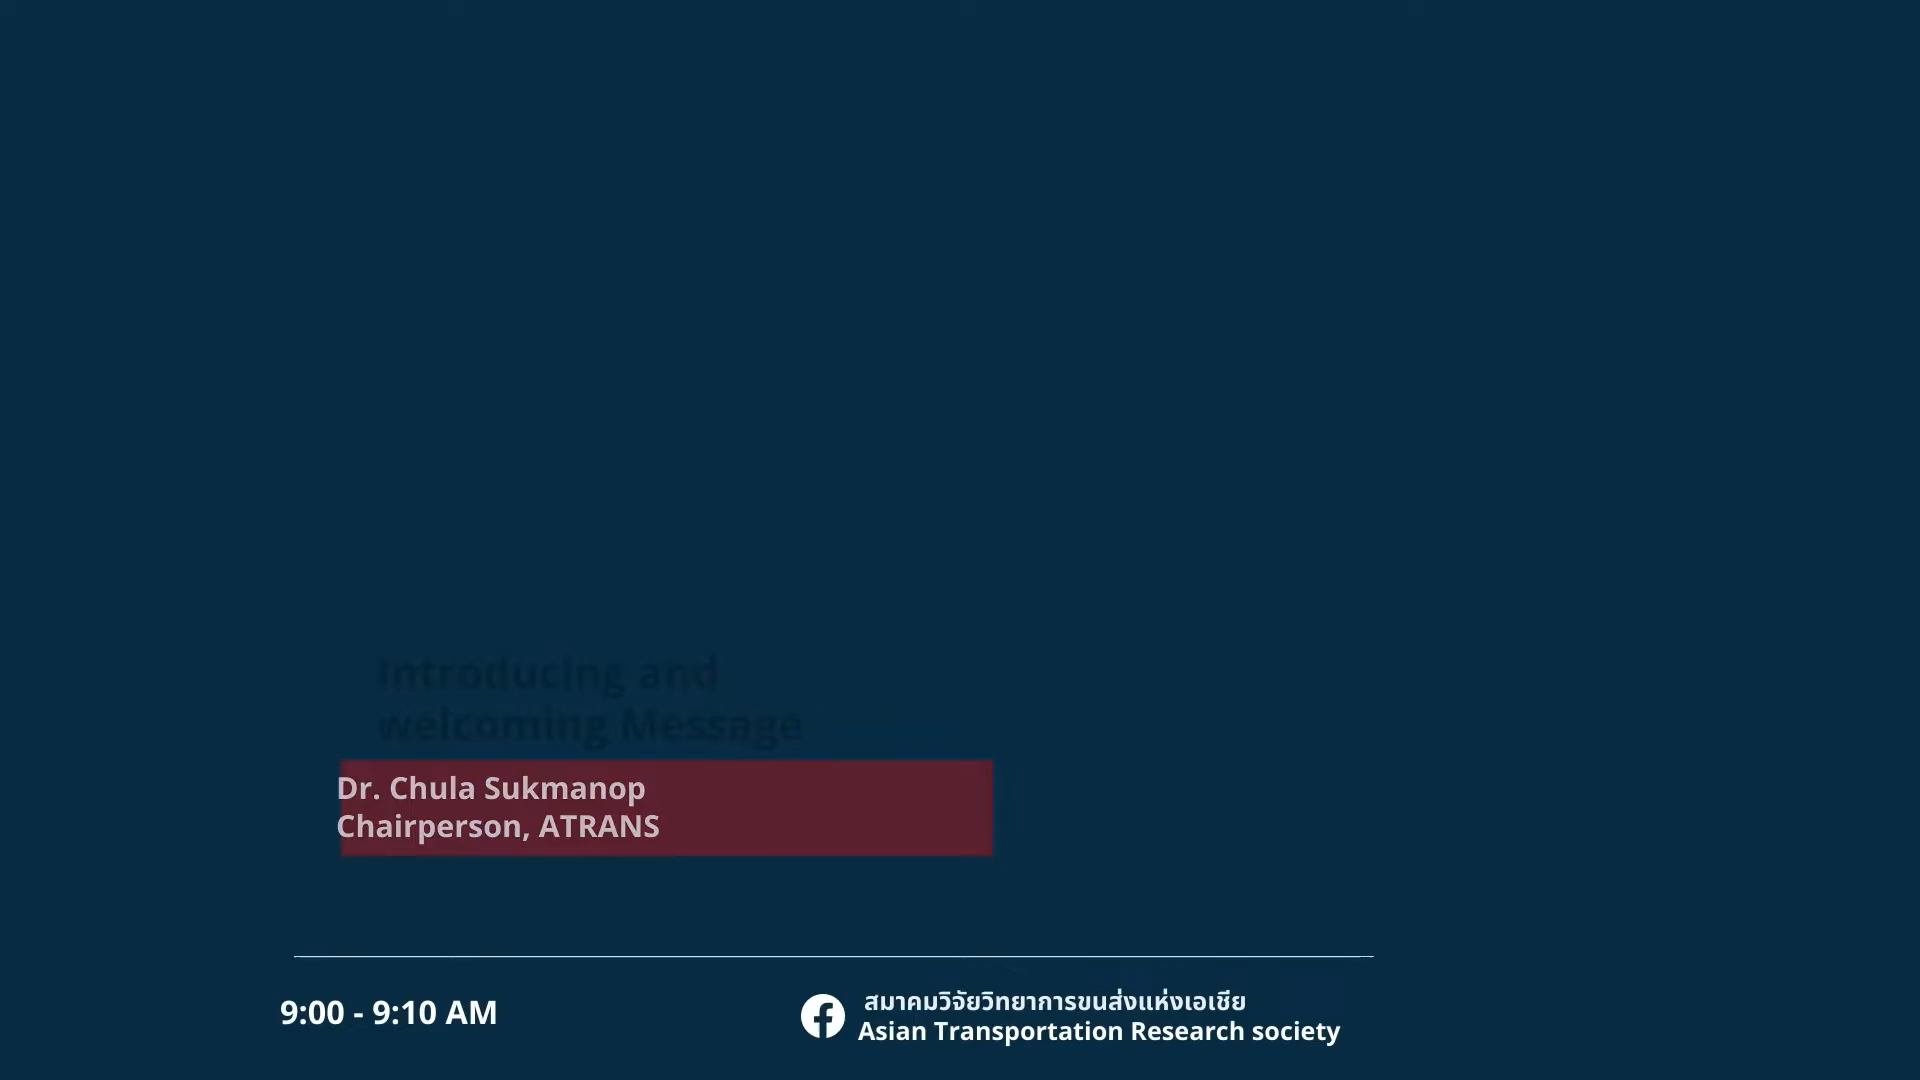 Introducing and
welcoming Message
Dr. Chula Sukmanop
Chairperson, ATRANS
9:00 - 9:10 AM
สมาคมวิจัยวิทยาการขนส่งแห่งเอเชีย
Asian Transportation Research society